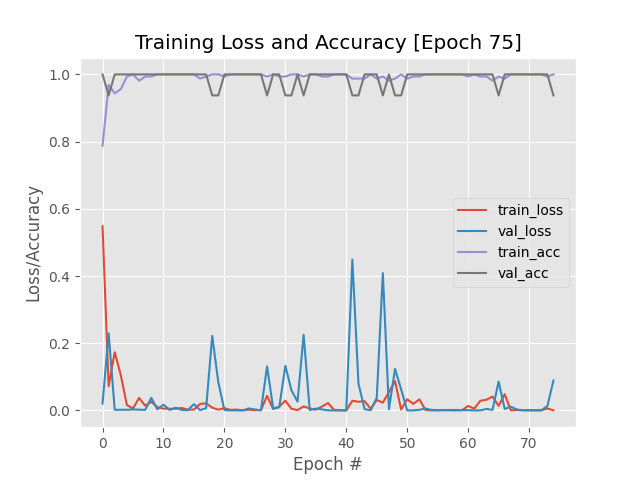 Training Loss and Accuracy [Epoch 75]
Loss/Accuracy
1.0
0.8
0.6
0.4
0.2
0.0
train_loss
val_loss
train_acc
val_acc
0 10 20 30 40 50 60 70
Epoch #